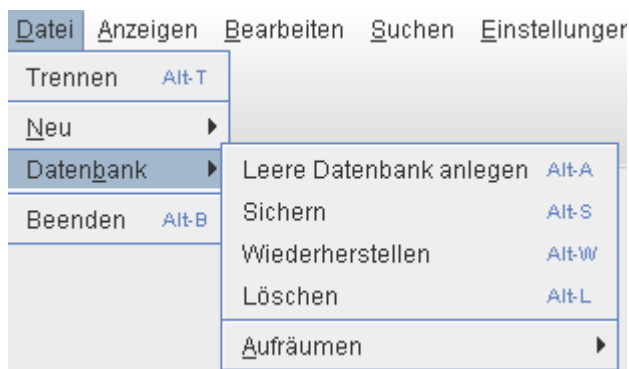 Datei Anzeigen Bearbeiten Suchen Einstellungen
Trennen Alt-T
Neu
Datenbank
Beenden Alt-B
Leere Datenbank anlegen Alt-A
Sichern Alt-S
Wiederherstellen Alt-W
Löschen Alt-L
Aufräumen